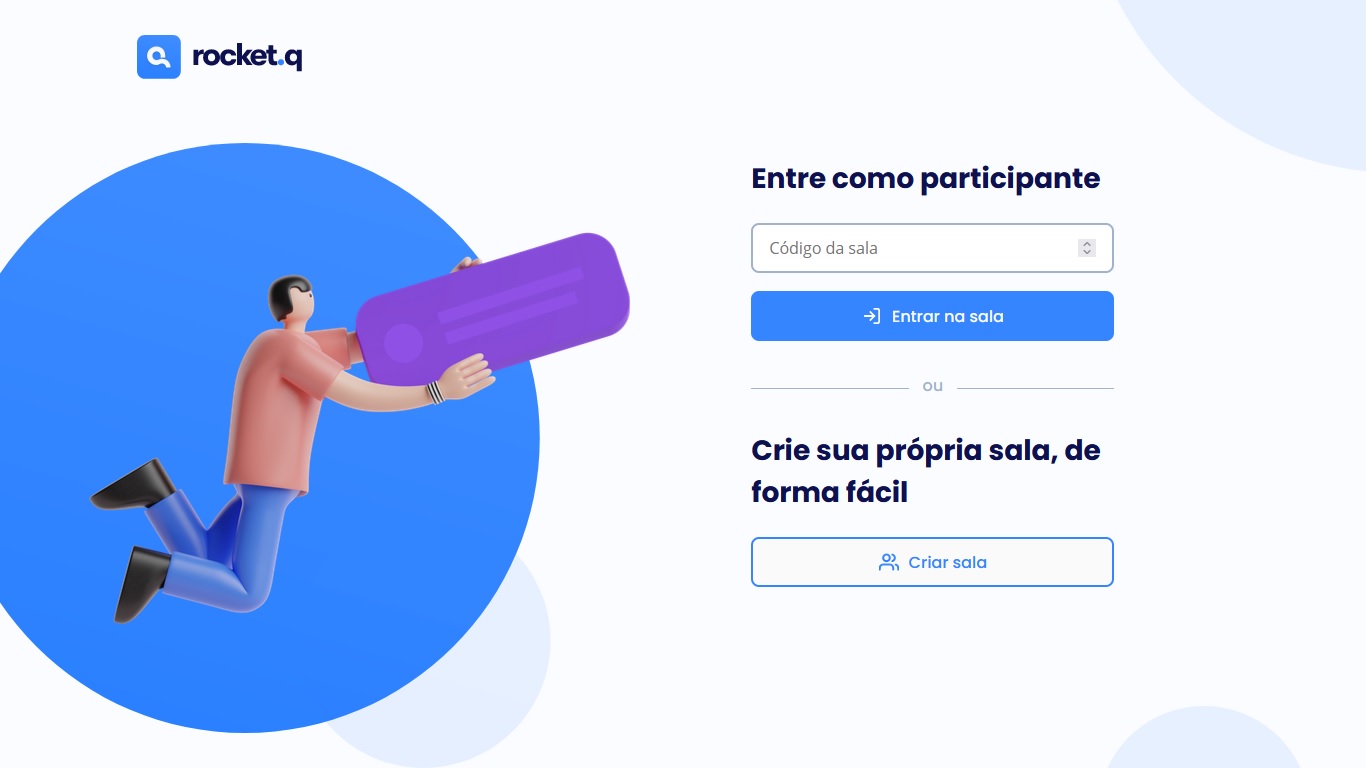 rocket.q
Entre como participante
Código da sala
Entrar na sala
ou
Crie sua própria sala, de
forma fácil
Criar sala